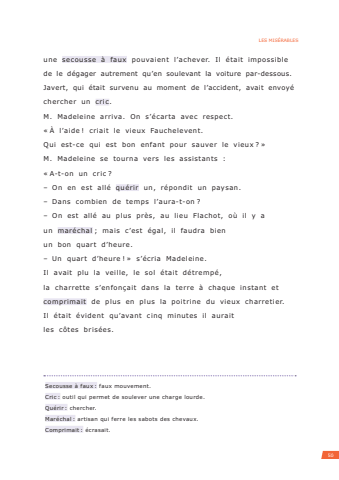 LES MISÉRABLES
une secousse à faux pouvaient l’achever. Il était impossible
de le dégager autrement qu’en soulevant la voiture par-dessous.
Javert, qui était survenu au moment de l’accident, avait envoyé
chercher un cric.
M. Madeleine arriva. On s’écarta avec respect.
« À l’aide ! criait le vieux Fauchelevent.
Qui est-ce qui est bon enfant pour sauver le vieux ? »
M. Madeleine se tourna vers les assistants :
« A-t-on un cric ?
– On en est allé quérir un, répondit un paysan.
– Dans combien de temps l’aura-t-on ?
– On est allé au plus près, au lieu Flachot, où il y a
un maréchal ; mais c’est égal, il faudra bien
un bon quart d’heure.
– Un quart d’heure ! » s’écria Madeleine.
Il avait plu la veille, le sol était détrempé,
la charrette s’enfonçait dans la terre à chaque instant et
comprimait de plus en plus la poitrine du vieux charretier.
Il était évident qu’avant cinq minutes il aurait
les côtes brisées.
Secousse à faux : faux mouvement.
Cric : outil qui permet de soulever une charge lourde.
Quérir : chercher.
Maréchal : artisan qui ferre les sabots des chevaux.
Comprimait : écrasait.